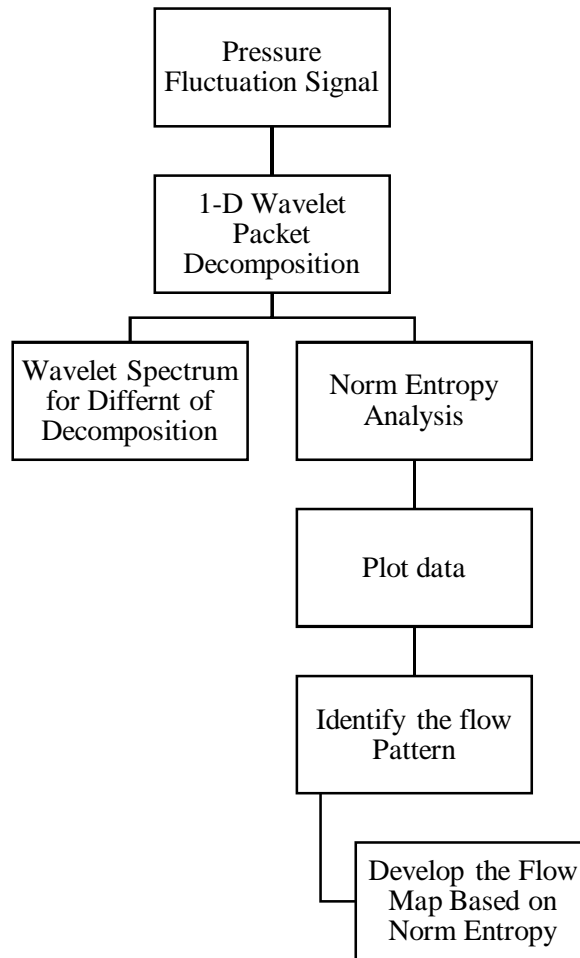 Pressure
Fluctuation Signal
1-D Wavelet
Packet
Decomposition
Wavelet Spectrum
for Differnt of
Decomposition
Norm Entropy
Analysis
Plot data
Identify the flow
Pattern
Develop the Flow
Map Based on
Norm Entropy